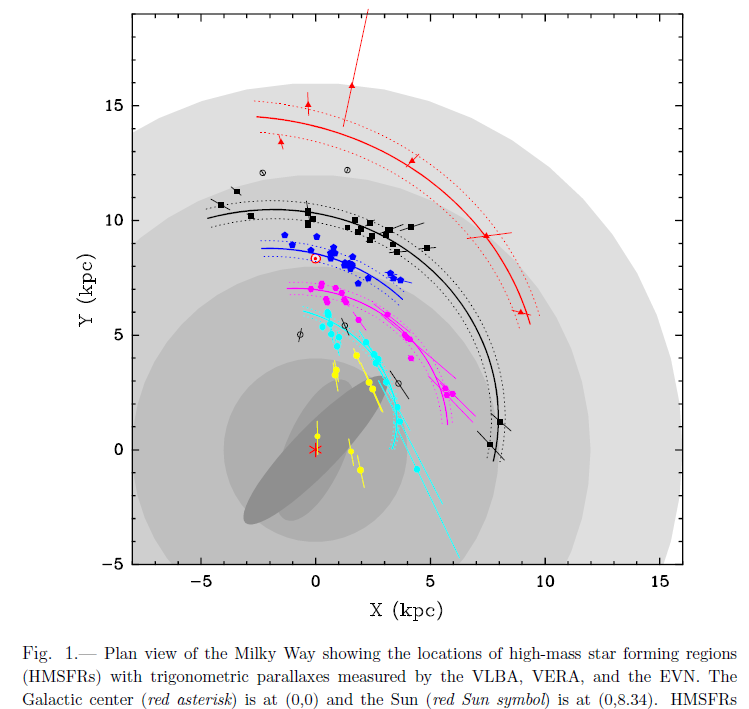 15
10
5
0
−5
Y (kpc)
−5 0 5 10 15
X (kpc)
Fig. 1.— Plan view of the Milky Way showing the locations of high-mass star forming regions
(HMSFRs) with trigonometric parallaxes measured by the VLBA, VERA, and the EVN. The
Galactic center (red asterisk) is at (0,0) and the Sun (red Sun symbol) is at (0,8.34). HMSFRs